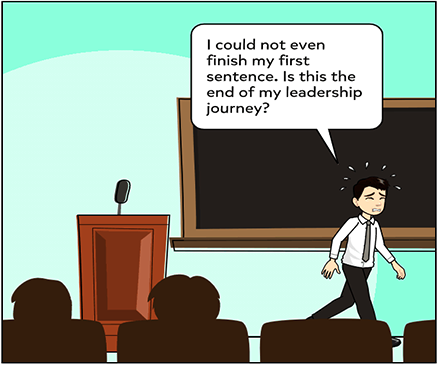 I could not even
finish my first
sentence. Is this the
end of my leadership
journey?